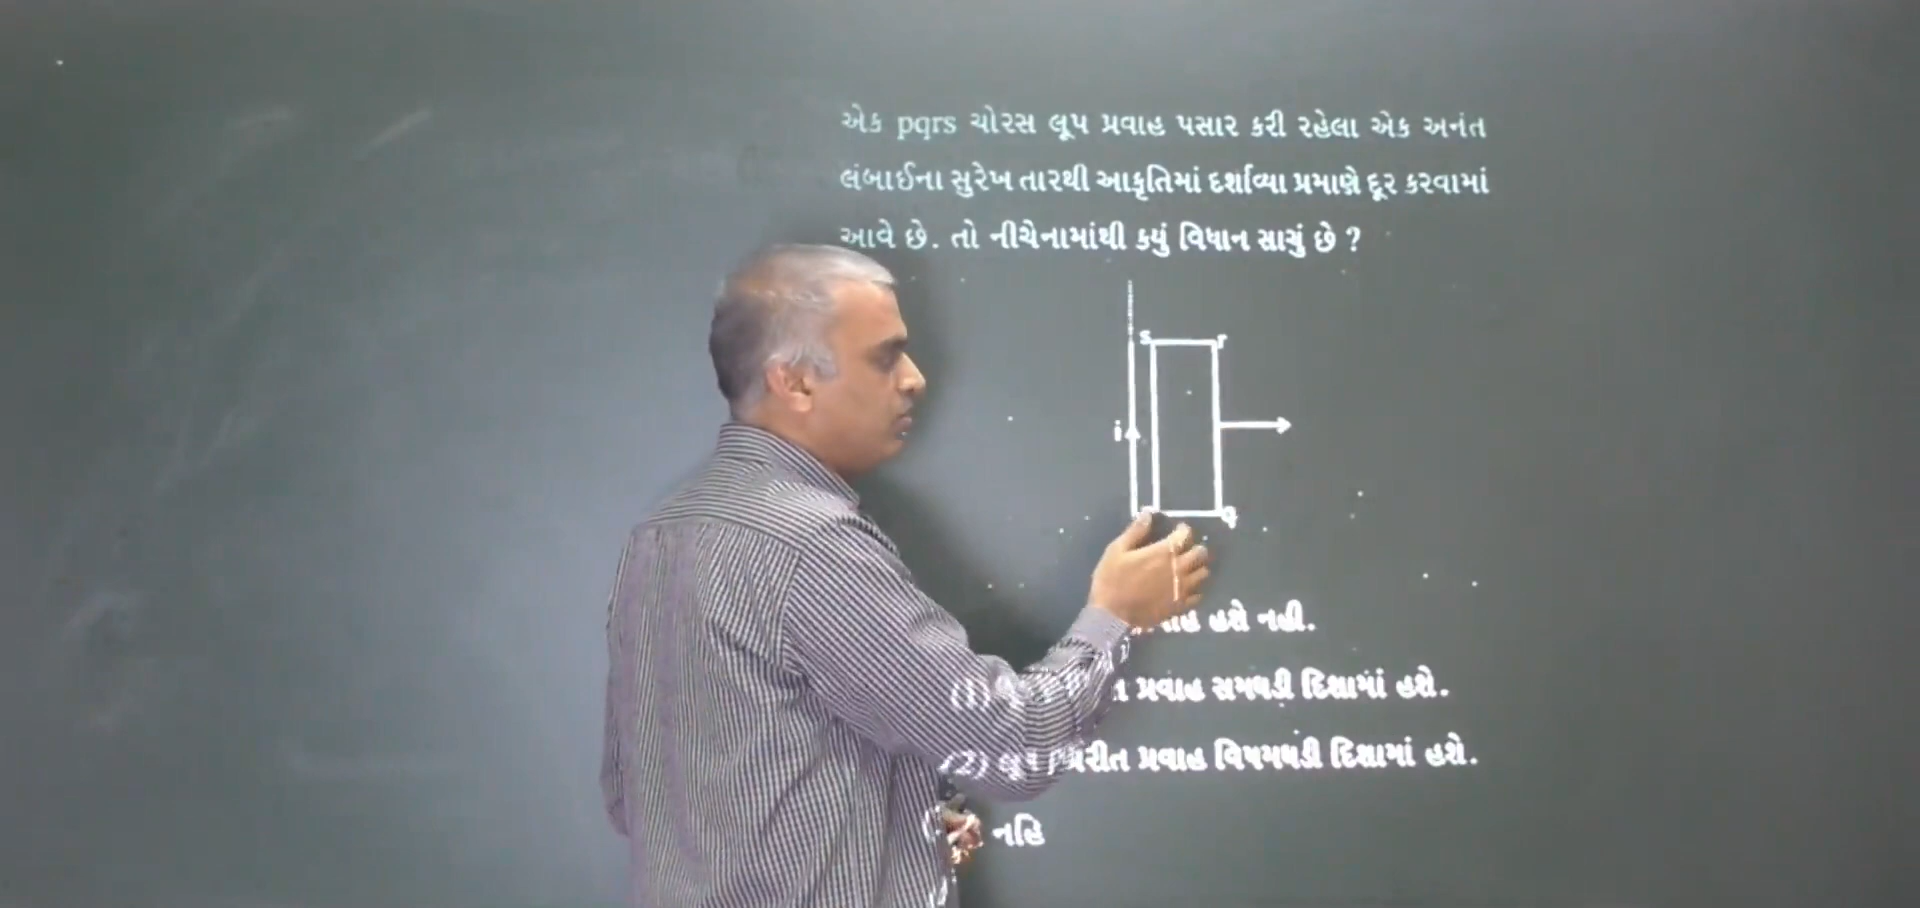 એક pqrs ચોરસ લૂપ પ્રવાહ પસાર કરી રહેલા એક અનંત
લંબાઈના સુરેખ તારથી આકૃતિમાં દર્શાવ્યા પ્રમાણે દૂર કરવામાં
આવે છે. તો નીચેનામાંથી કયું વિધાન સાચું છે ?
s r
i
q
હશે નહી.
(1) પ્રવાહ સમઘડી દિશામાં હશે.
(2) પ્રવાહ વિષમઘડી દિશામાં હશે.
નહિ